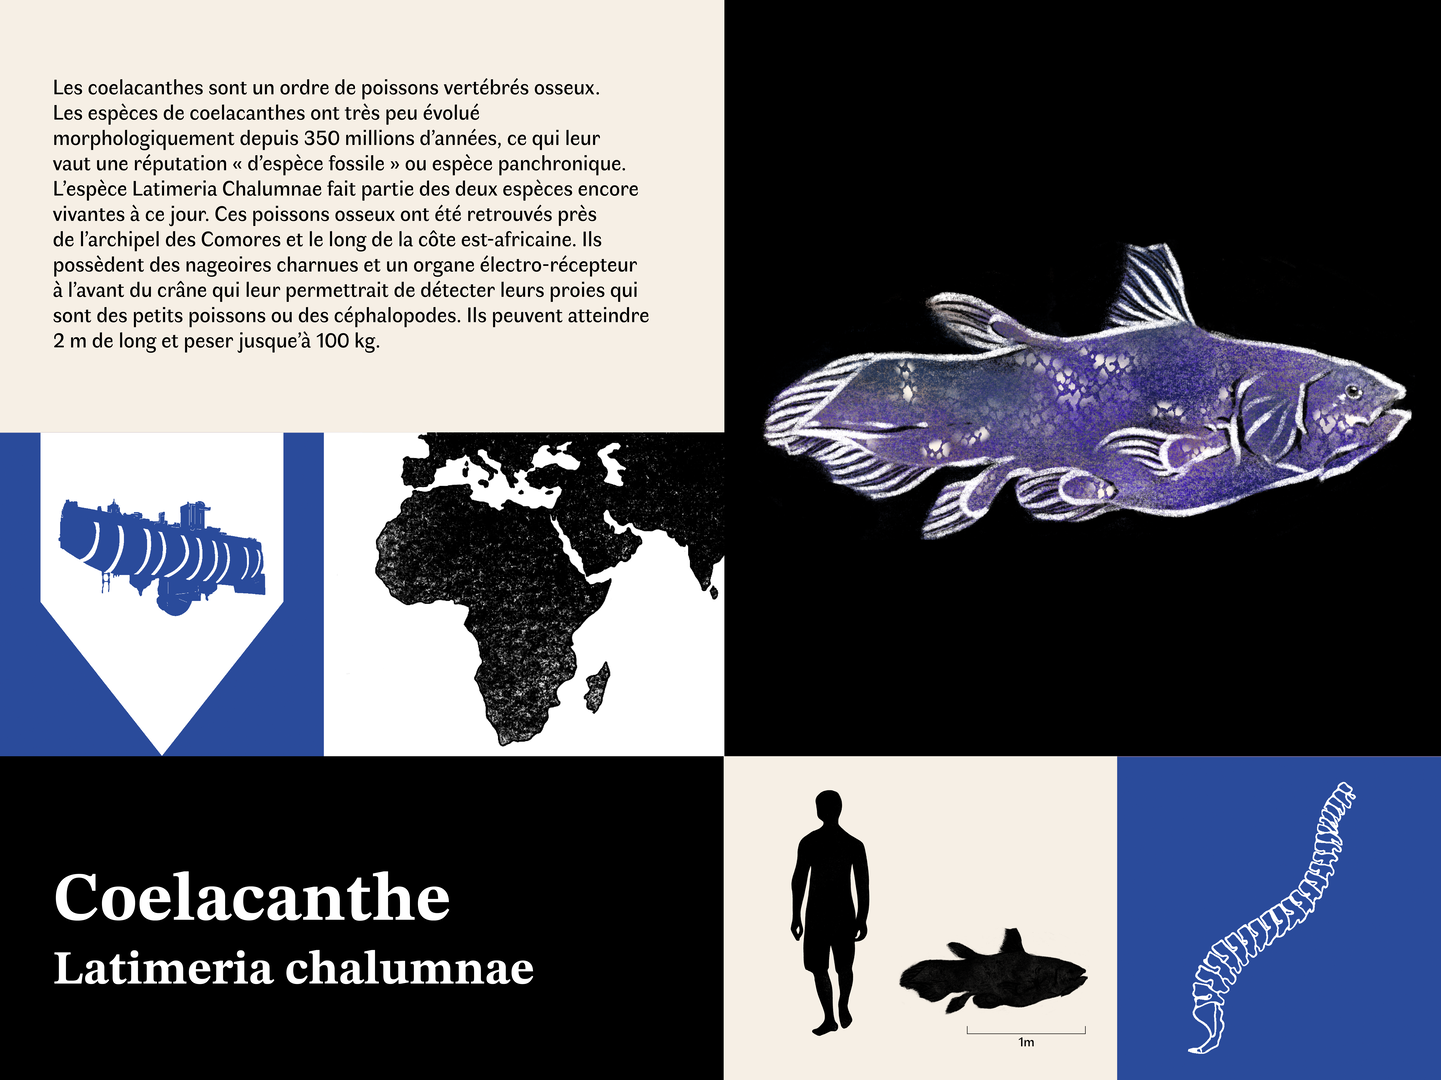 Les coelacanthes sont un ordre de poissons vertébrés osseux.
Les espèces de coelacanthes ont très peu évolué
morphologiquement depuis 350 millions d’années, ce qui leur
vaut une réputation « d’espèce fossile » ou espèce panchronique.
L’espèce Latimeria Chalumnae fait partie des deux espèces encore
vivantes à ce jour. Ces poissons osseux ont été retrouvés près
de l’archipel des Comores et le long de la côte est-africaine. Ils
possèdent des nageoires charnues et un organe électro-récepteur
à l’avant du crâne qui leur permettrait de détecter leurs proies qui
sont des petits poissons ou des céphalopodes. Ils peuvent atteindre
2 m de long et peser jusque’à 100 kg.
Coelacanthe
Latimeria chalumnae
1m